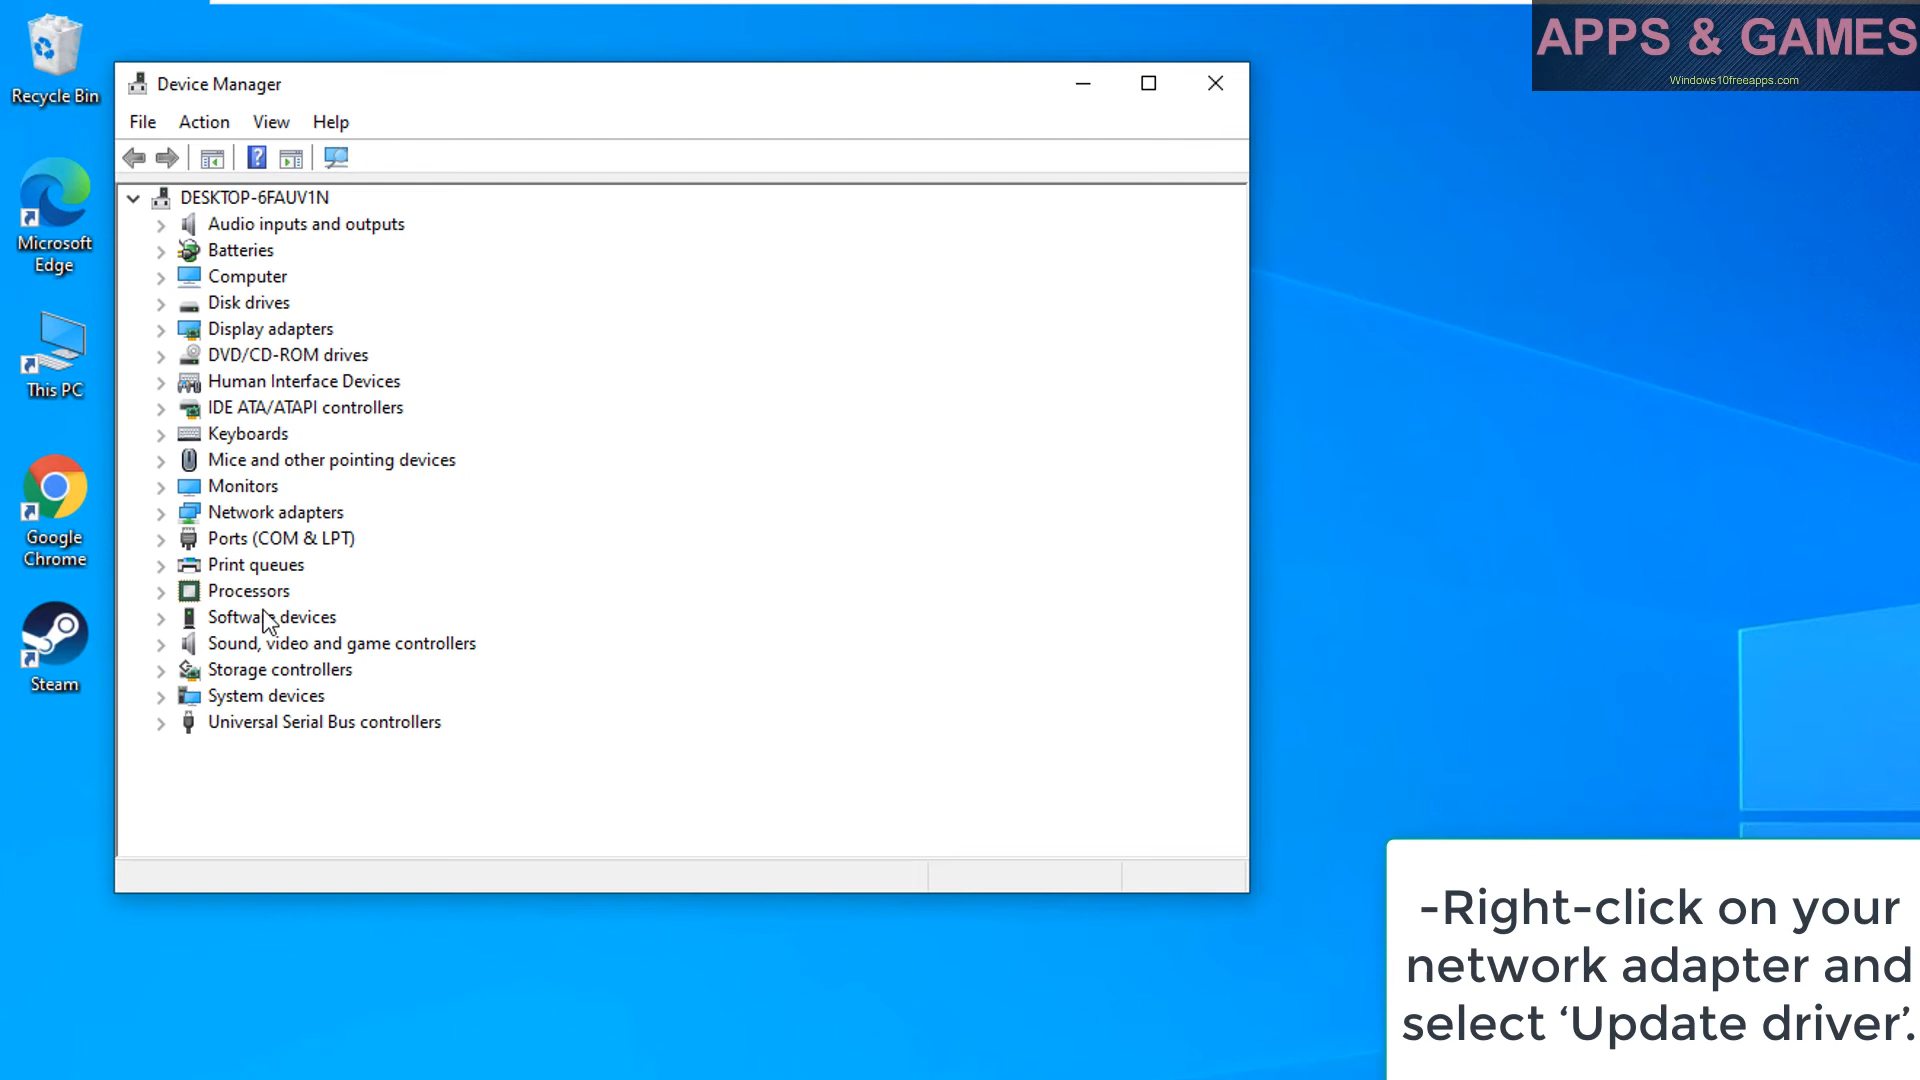 APPS & GAMES
Windows10freeapps.com
Recycle Bin
Microsoft
Edge
This PC
Google
Chrome
Steam
Device Manager
File Action View Help
DESKTOP-6FAUV1N
Audio inputs and outputs
Batteries
Computer
Disk drives
Display adapters
DVD/CD-ROM drives
Human Interface Devices
IDE ATA/ATAPI controllers
Keyboards
Mice and other pointing devices
Monitors
Network adapters
Ports (COM & LPT)
Print queues
Processors
Software devices
Sound, video and game controllers
Storage controllers
System devices
Universal Serial Bus controllers
-Right-click on your
network adapter and
select ‘Update driver’.